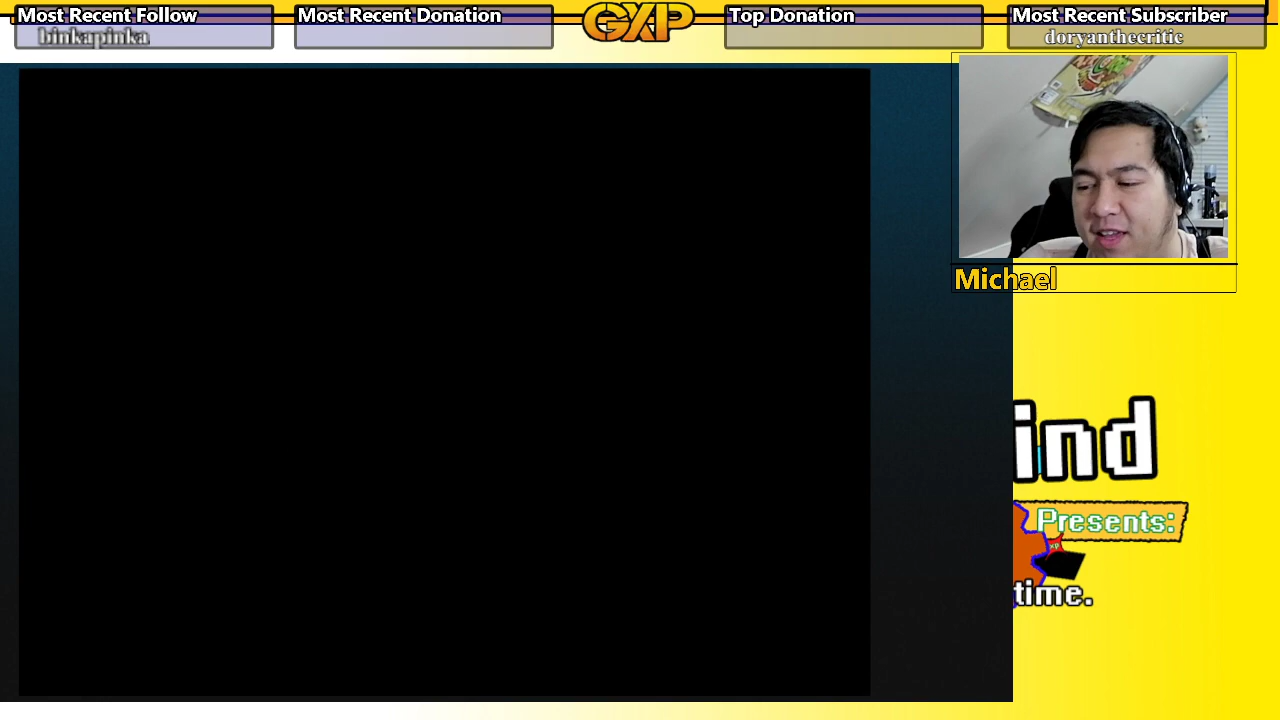 Most Recent Follow
binkapinka
Most Recent Donation
GXP
Top Donation
Most Recent Subscriber
doryanthecritic
Michael
ind
Presents:
time.